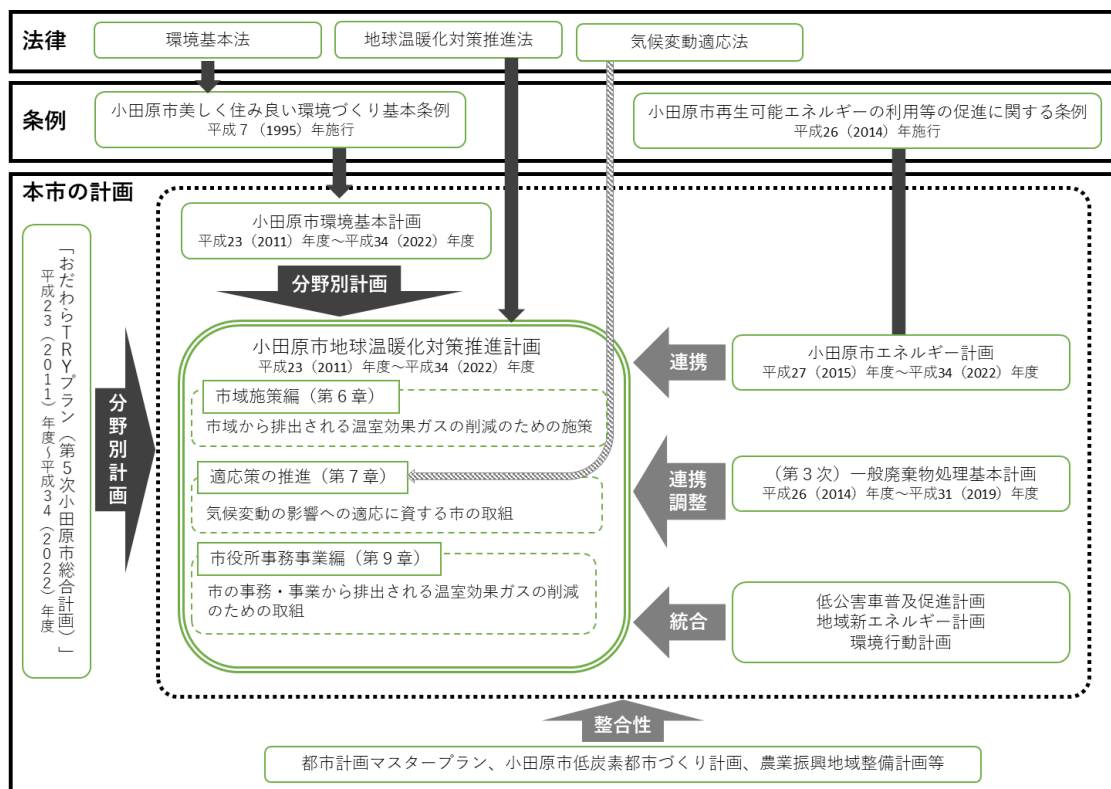 法律
環境基本法
地球温暖化対策推進法
気候変動適応法
条例
小田原市美しく住み良い環境づくり基本条例
平成7（1995）年施行
小田原市再生可能エネルギーの利用等の促進に関する条例
平成26（2014）年施行
本市の計画
「おだわらTRYプラン（第5次小田原市総合計画）」
平成23（2011）年度～平成34（2022）年度
分野別計画
小田原市環境基本計画
平成23（2011）年度～平成34（2022）年度
分野別計画
小田原市地球温暖化対策推進計画
平成23（2011）年度～平成34（2022）年度
市域施策編（第6章）
市域から排出される温室効果ガスの削減のための施策
適応策の推進（第7章）
気候変動の影響への適応に資する市の取組
市役所事務事業編（第9章）
市の事務・事業から排出される温室効果ガスの削減
のための取組
連携
小田原市エネルギー計画
平成27（2015）年度～平成34（2022）年度
連携
調整
（第3次）一般廃棄物処理基本計画
平成26（2014）年度～平成31（2019）年度
統合
低公害車普及促進計画
地域新エネルギー計画
環境行動計画
整合性
都市計画マスタープラン、小田原市低炭素都市づくり計画、農業振興地域整備計画等